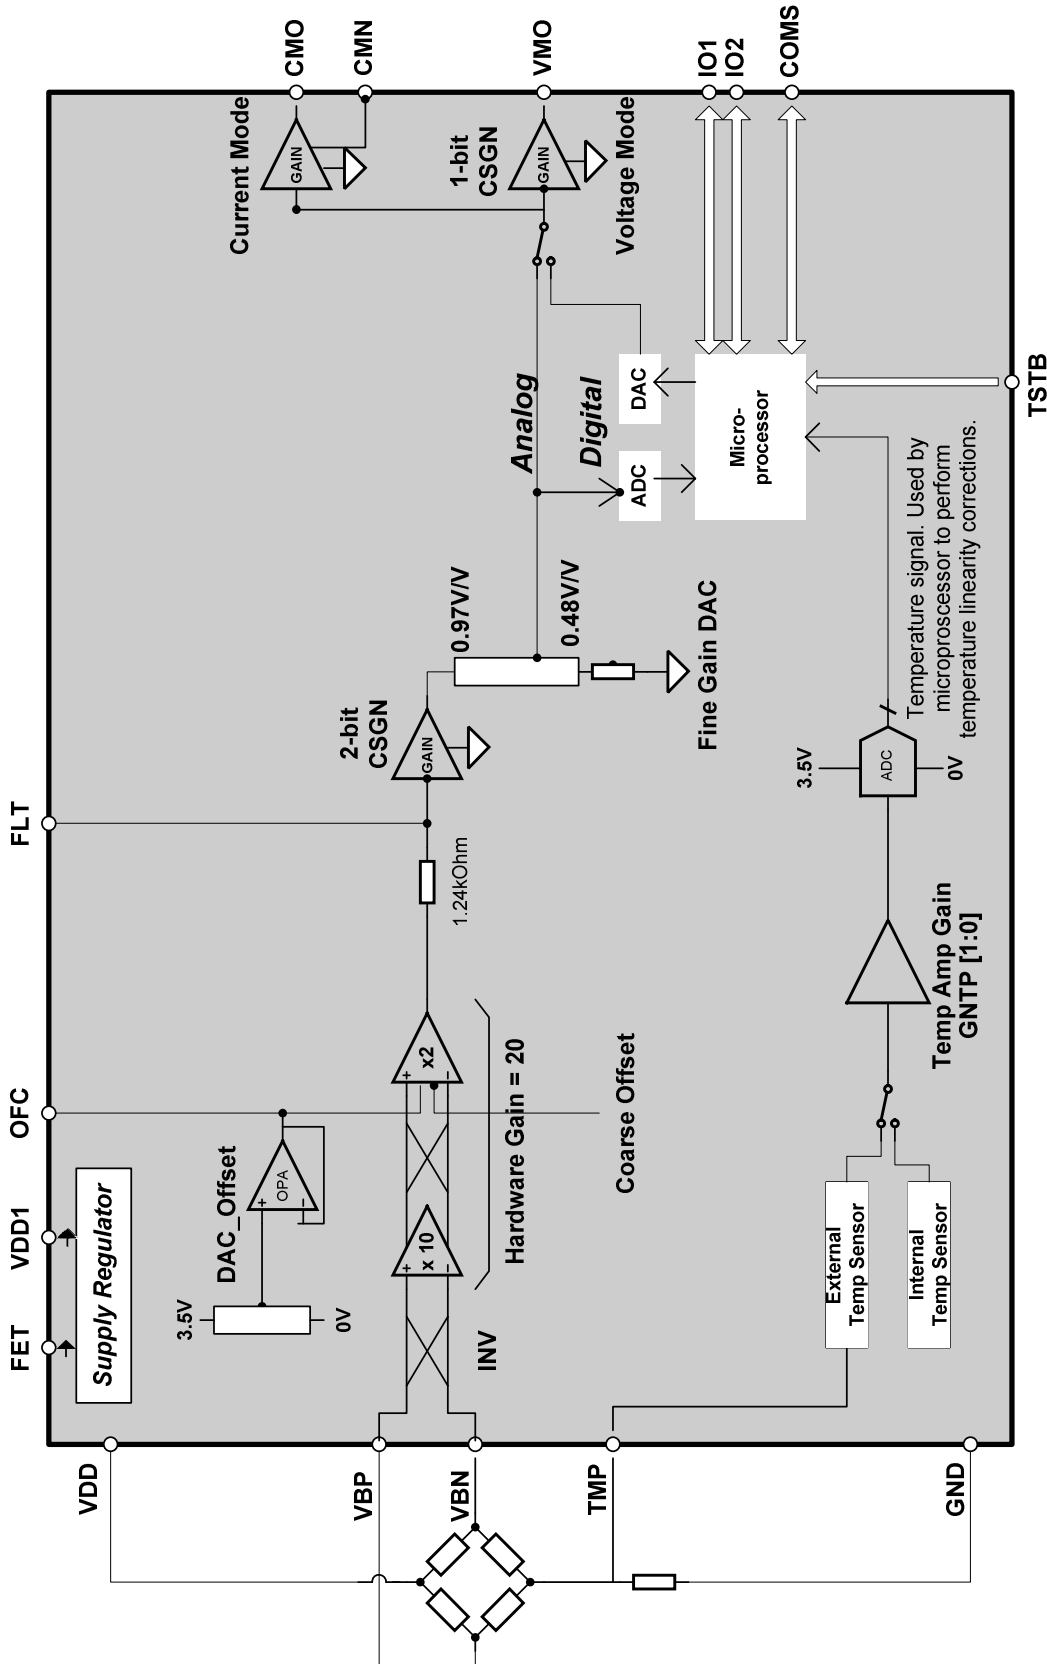 FET
VDD1
OFC
FLT
Supply Regulator
VDD
VBP
VBN
TMP
GND
3.5V
0V
DAC_Offset
OPA
+
–
INV
+
–
x 10
+
–
x2
Hardware Gain = 20
Coarse Offset
1.24kOhm
2-bit
CSGN
GAIN
0.97V/V
0.48V/V
Fine Gain DAC
Analog
Digital
ADC
DAC
Micro-
processor
Current Mode
GAIN
1-bit
CSGN
GAIN
Voltage Mode
CMO
CMN
VMO
IO1
IO2
COMS
TSTB
External
Temp Sensor
Internal
Temp Sensor
Temp Amp Gain
GNTP [1:0]
3.5V
ADC
0V
Temperature signal. Used by
microproscessor to perform
temperature linearity corrections.